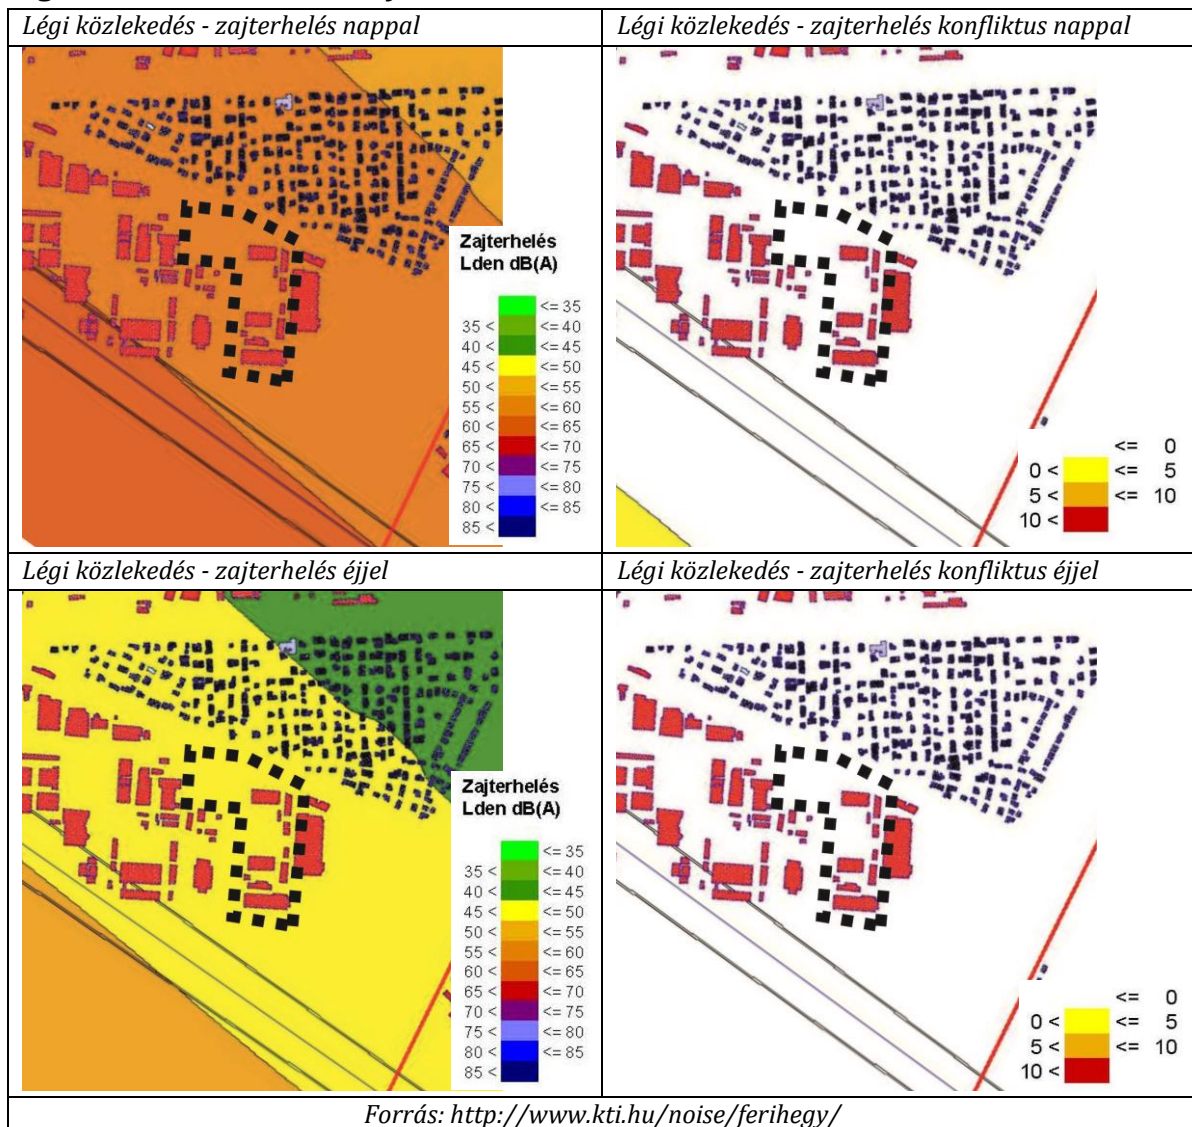 Légi közlekedés - zajterhelés nappal
Légi közlekedés - zajterhelés konfliktus nappal
Zajterhelés
Lden dB(A)
<= 35
35 < <= 40
40 < <= 45
45 < <= 50
50 < <= 55
55 < <= 60
60 < <= 65
65 < <= 70
70 < <= 75
75 < <= 80
80 < <= 85
85 <
<= 0
0 < <= 5
5 < <= 10
10 <
Légi közlekedés - zajterhelés éjjel
Légi közlekedés - zajterhelés konfliktus éjjel
Zajterhelés
Lden dB(A)
<= 35
35 < <= 40
40 < <= 45
45 < <= 50
50 < <= 55
55 < <= 60
60 < <= 65
65 < <= 70
70 < <= 75
75 < <= 80
80 < <= 85
85 <
<= 0
0 < <= 5
5 < <= 10
10 <
Forrás: http://www.kti.hu/noise/ferihegy/